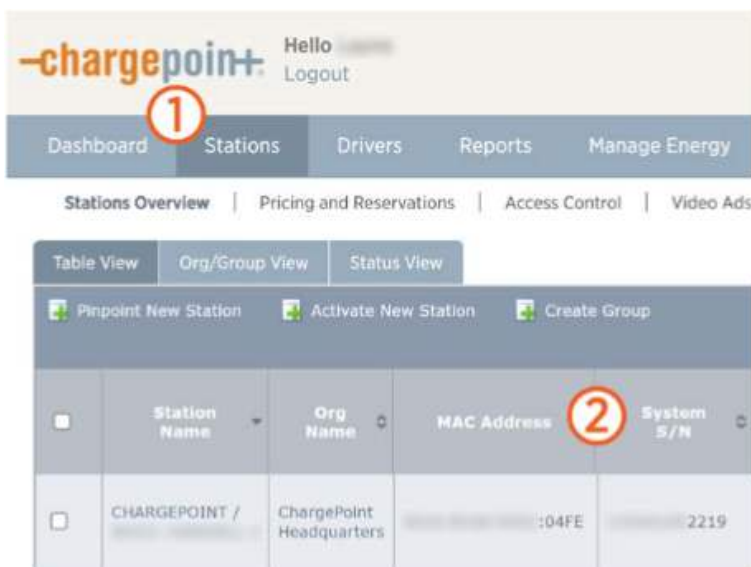 Hello
-chargepoin+.
Logout
1
Dashboard Stations Drivers Reports Manage Energy
Stations Overview | Pricing and Reservations | Access Control | Video Ads
Table View Org/Group View Status View
Pinpoint New Station Activate New Station Create Group
Station Name Org Name MAC Address 2 System S/N
CHARGEPOINT / ChargePoint Headquarters :04FE 2219